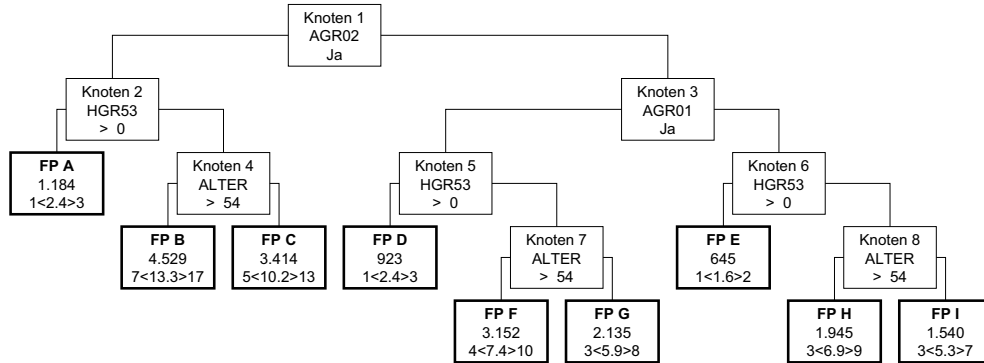 Knoten 1
AGR02
Ja
Knoten 2
HGR53
> 0
Knoten 3
AGR01
Ja
FP A
1.184
1<2.4>3
Knoten 4
ALTER
> 54
Knoten 5
HGR53
> 0
Knoten 6
HGR53
> 0
FP B
4.529
7<13.3>17
FP C
3.414
5<10.2>13
FP D
923
1<2.4>3
Knoten 7
ALTER
> 54
FP E
645
1<1.6>2
Knoten 8
ALTER
> 54
FP F
3.152
4<7.4>10
FP G
2.135
3<5.9>8
FP H
1.945
3<6.9>9
FP I
1.540
3<5.3>7